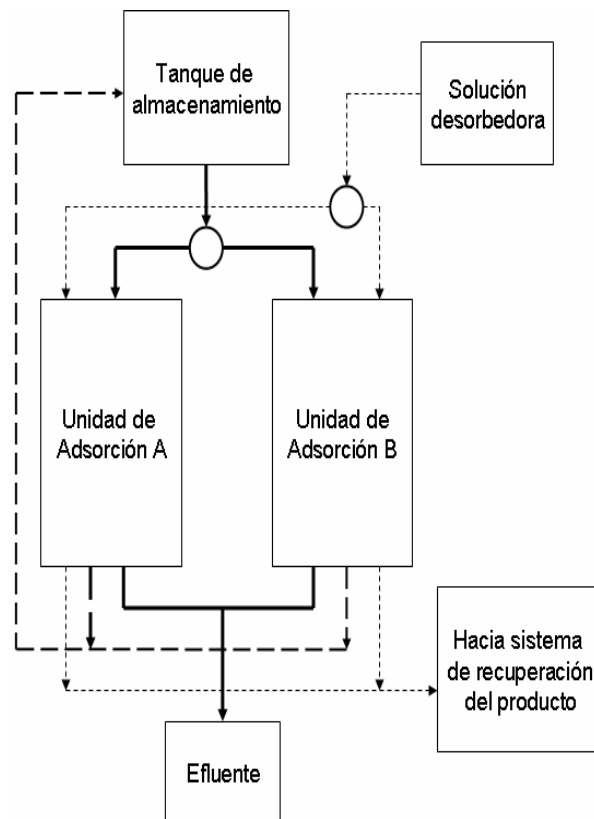 Tanque de
almacenamiento
Solución
desorbedora
Unidad de
Adsorción A
Unidad de
Adsorción B
Hacia sistema
de recuperación
del producto
Efluente